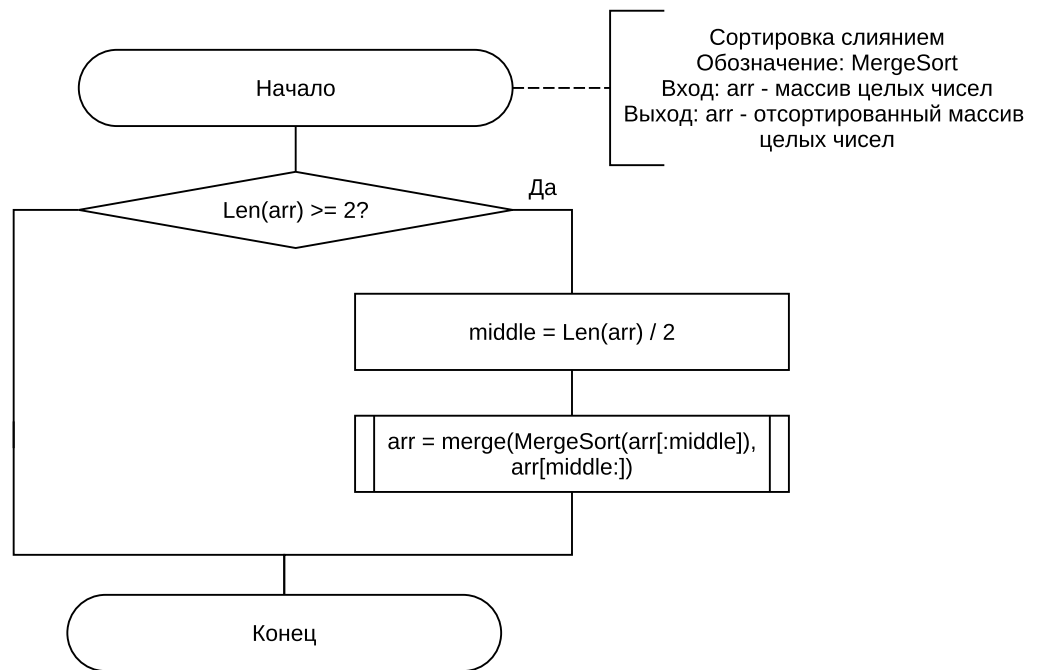 Начало
Сортировка слиянием
Обозначение: MergeSort
Вход: arr - массив целых чисел
Выход: arr - отсортированный массив
целых чисел
Да
Len(arr) >= 2?
middle = Len(arr) / 2
arr = merge(MergeSort(arr[:middle]),
arr[middle:])
Конец